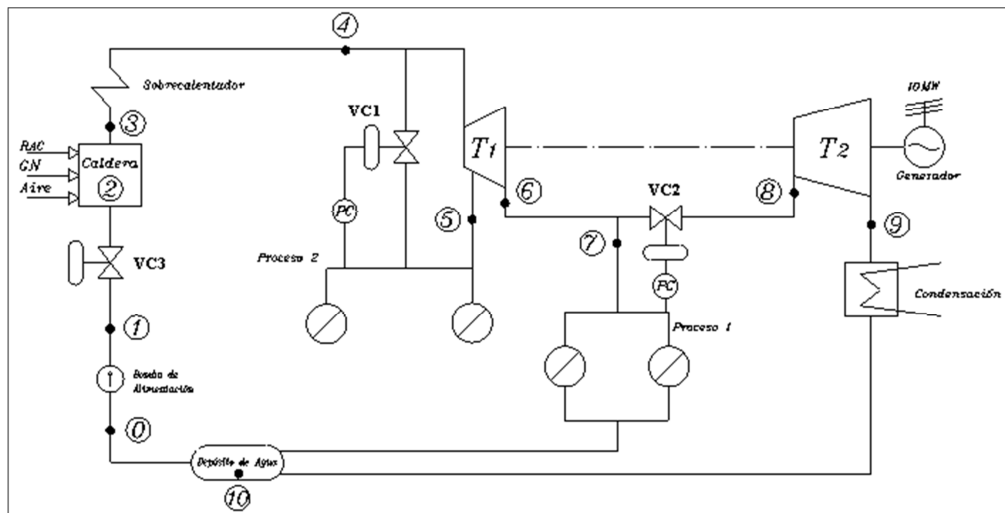 4
Sobrecalentador
VC1
10MW
3
RAC
GN
Aire
Caldera
2
T1
T2
Generador
PC
6
VC2
8
5
7
9
VC3
Proceso 2
PC
Condensación
1
Proceso 1
Bomba de
Alimentación
0
Depósito de Agua
10